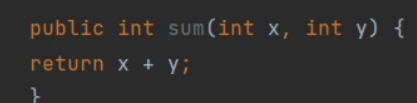 public int sum(int x, int y) {
return x + y;
}